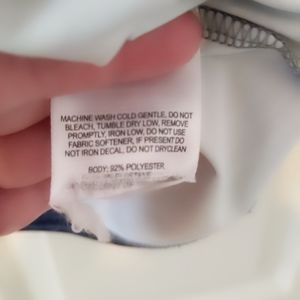 MACHINE WASH COLD GENTLE, DO NOT
BLEACH, TUMBLE DRY LOW, REMOVE
PROMPTLY, IRON LOW, DO NOT USE
FABRIC SOFTENER, IF PRESENT DO
NOT IRON DECAL, DO NOT DRYCLEAN
BODY: 92% POLYESTER